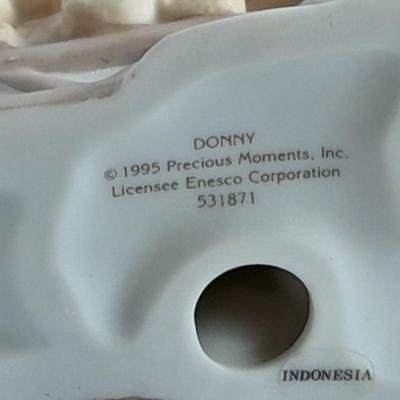 DONNY
© 1995 Precious Moments, Inc.
Licensee Enesco Corporation
531871
INDONESIA